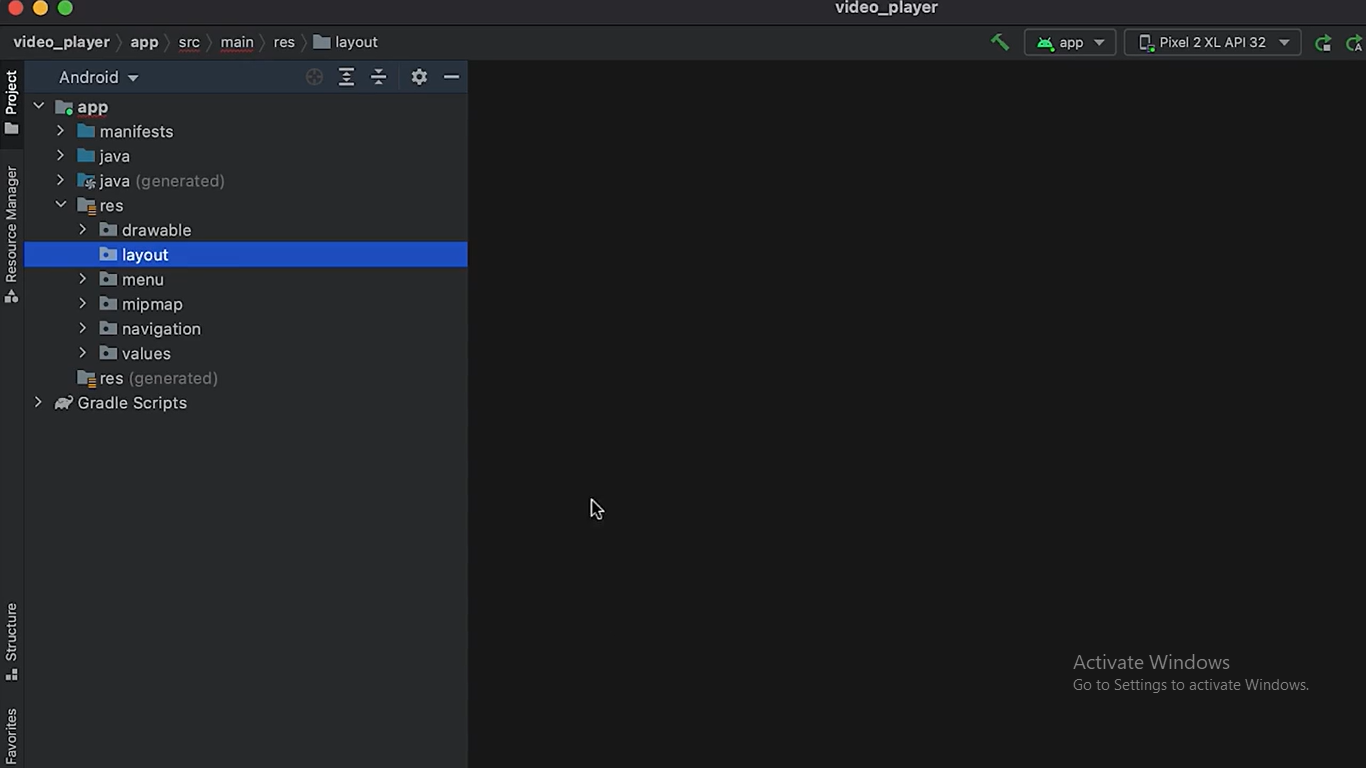 video_player
video_player app src main res layout
app Pixel 2 XL API 32
Project
Resource Manager
Structure
Favorites
Android
app
manifests
java
java (generated)
res
drawable
layout
menu
mipmap
navigation
values
res (generated)
Gradle Scripts
Activate Windows
Go to Settings to activate Windows.